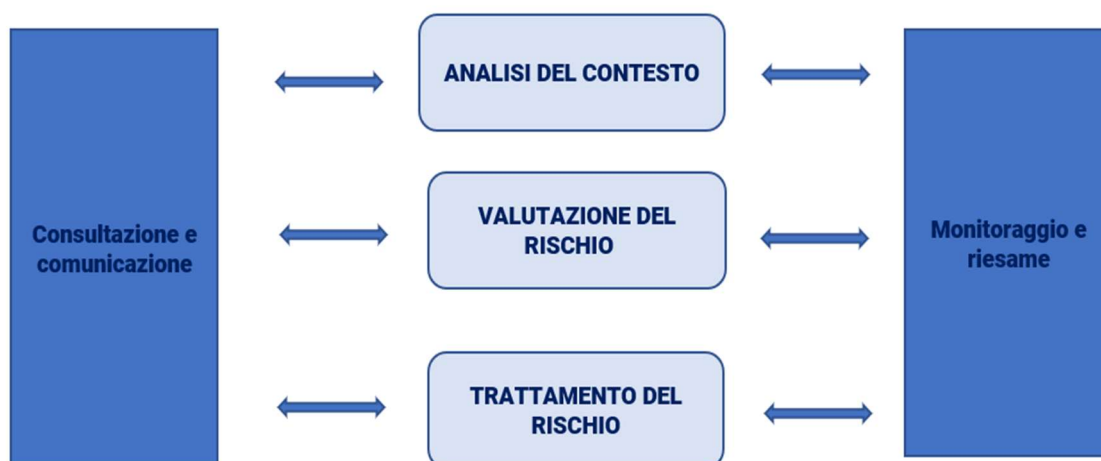 ANALISI DEL CONTESTO
VALUTAZIONE DEL
RISCHIO
Consultazione e
comunicazione
Monitoraggio e
riesame
TRATTAMENTO DEL
RISCHIO